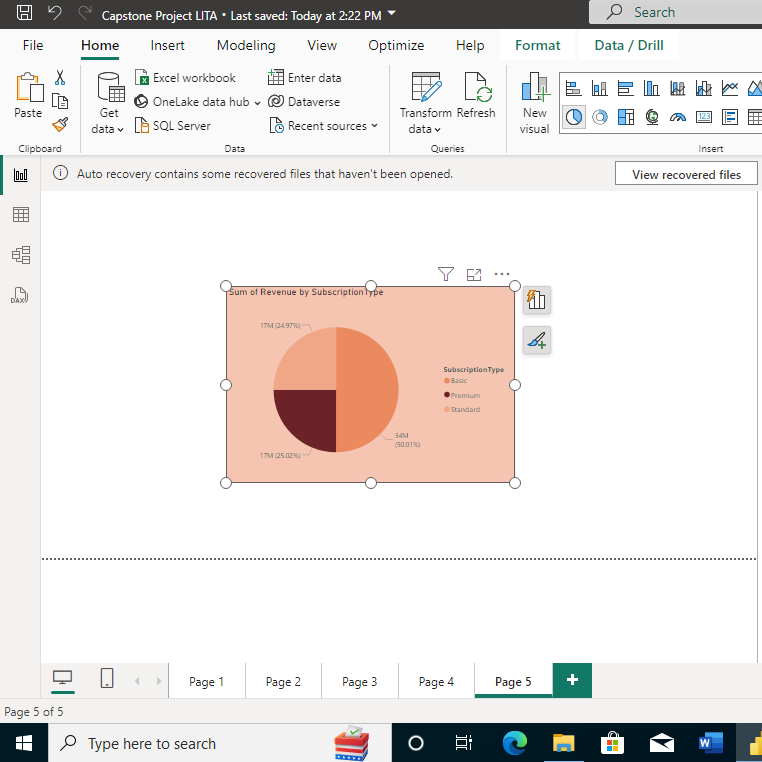 Capstone Project LITA • Last saved: Today at 2:22 PM
Search
File Home Insert Modeling View Optimize Help Format Data / Drill
Paste
Clipboard
Get data
Excel workbook
OneLake data hub
SQL Server
Enter data
Dataverse
Recent sources
Data
Transform data
Refresh
Queries
New visual
123
Insert
Auto recovery contains some recovered files that haven't been opened.
View recovered files
DAX
Sum of Revenue by SubscriptionType
17M (24.97%)
SubscriptionType
Basic
Premium
Standard
34M
(50.01%)
17M (25.02%)
Page 1 Page 2 Page 3 Page 4 Page 5 +
Page 5 of 5
Type here to search
W